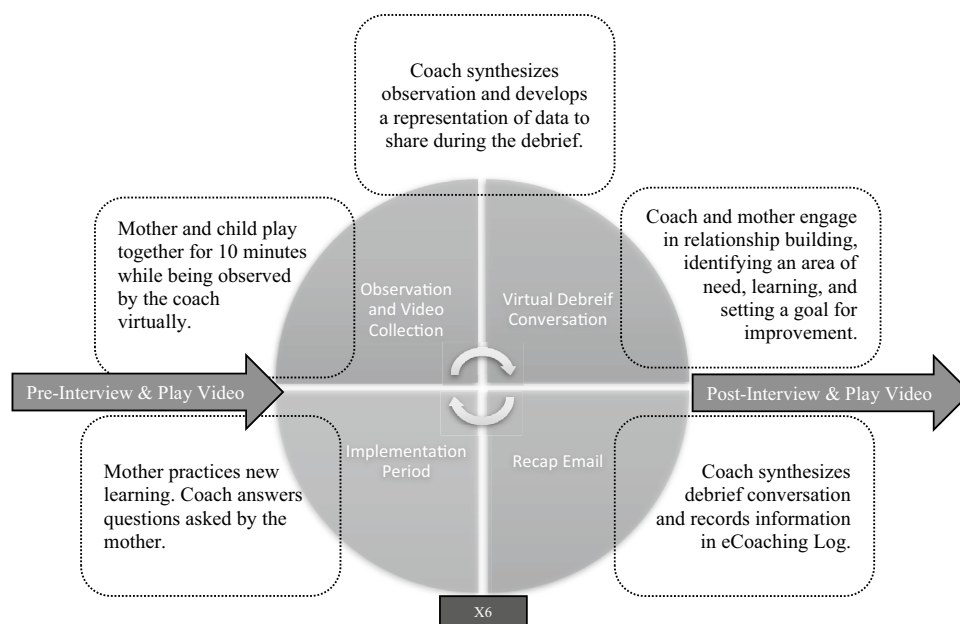 Coach synthesizes
observation and develops
a representation of data to
share during the debrief.
Mother and child play
together for 10 minutes
while being observed
by the coach
virtually.
Coach and mother engage
in relationship building,
identifying an area of
need, learning, and
setting a goal for
improvement.
Observation
and Video
Collection
Virtual Debreif
Conversation
Pre-Interview & Play Video
Post-Interview & Play Video
Implementation
Period
Recap Email
Mother practices new
learning. Coach answers
questions asked by the
mother.
Coach synthesizes
debrief conversation
and records information
in eCoaching Log.
X6